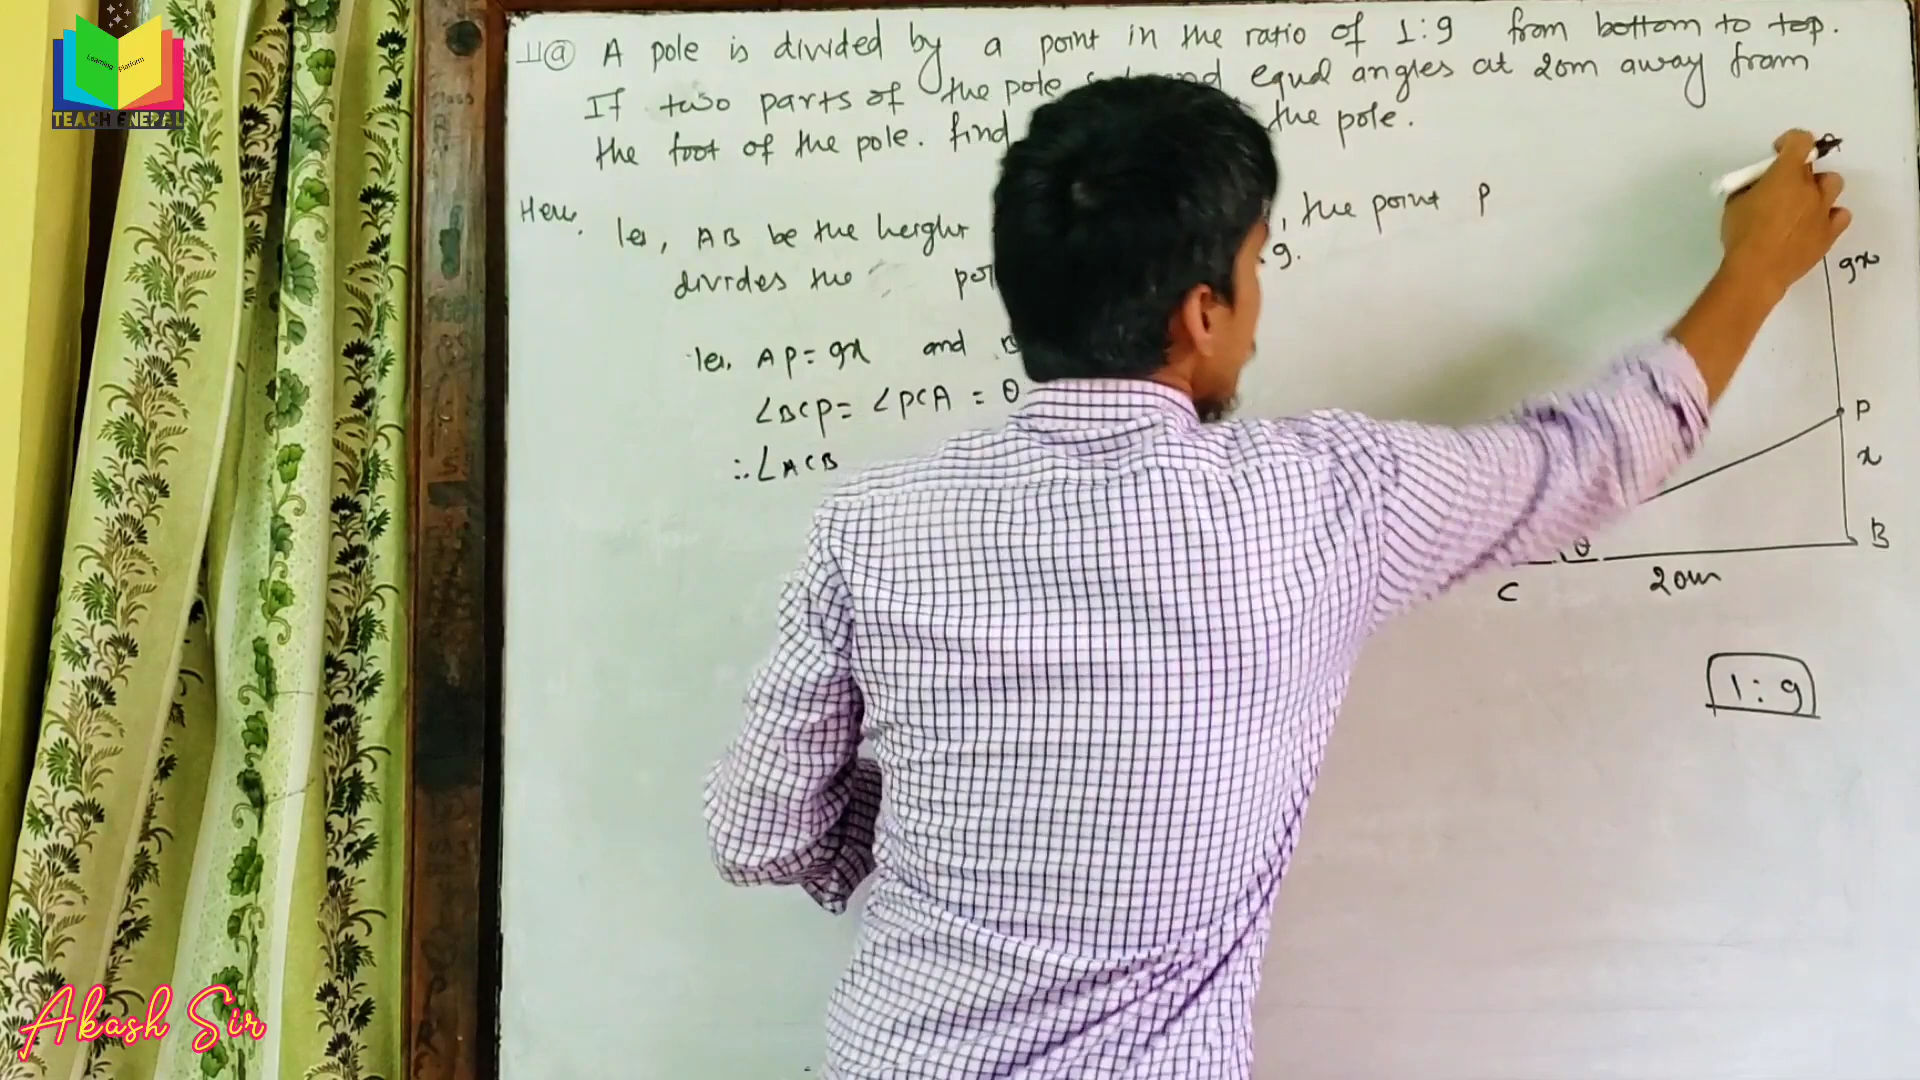 Learning Platform
TEACH ENEPAL
11(a) A pole is divided by a point in the ratio of 1:9 from bottom to top.
If two parts of the pole equal angles at 20m away from
the foot of the pole. find the pole.
Here,
let, AB be the height , the point P
divides the 9.
let, AP = 9x and
∠BCP = ∠PCA = θ
∴ ∠ACB
9x
P
x
B
θ
C
20m
1:9
Akash Sir